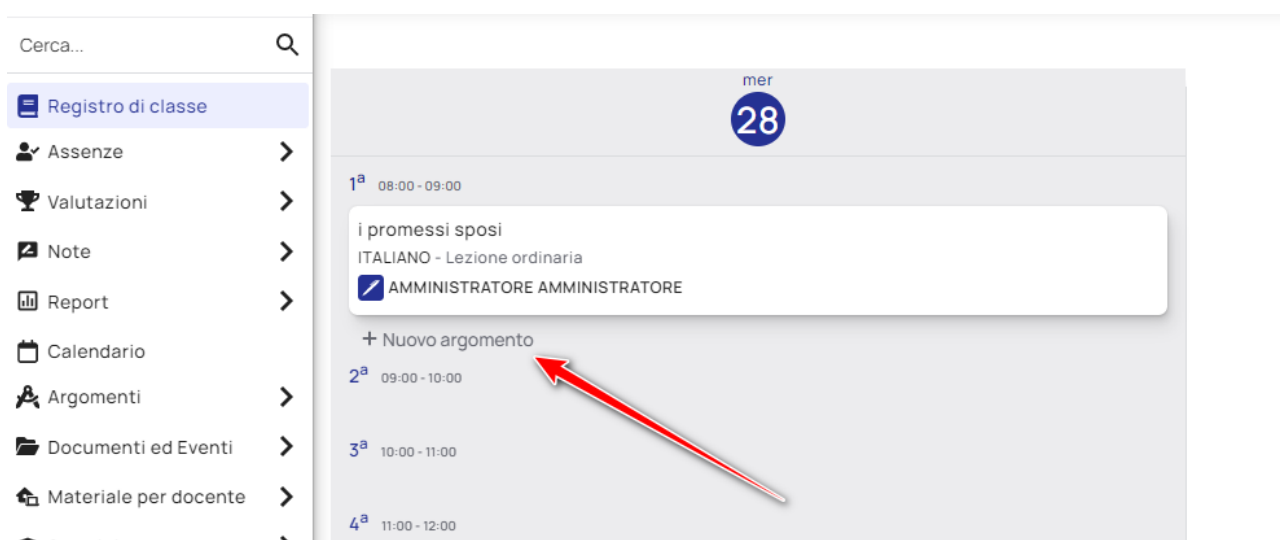 Cerca...
Registro di classe
Assenze
Valutazioni
Note
Report
Calendario
Argomenti
Documenti ed Eventi
Materiale per docente
mer
28
1ª 08:00 - 09:00
i promessi sposi
ITALIANO - Lezione ordinaria
AMMINISTRATORE AMMINISTRATORE
+ Nuovo argomento
2ª 09:00 - 10:00
3ª 10:00 - 11:00
4ª 11:00 - 12:00